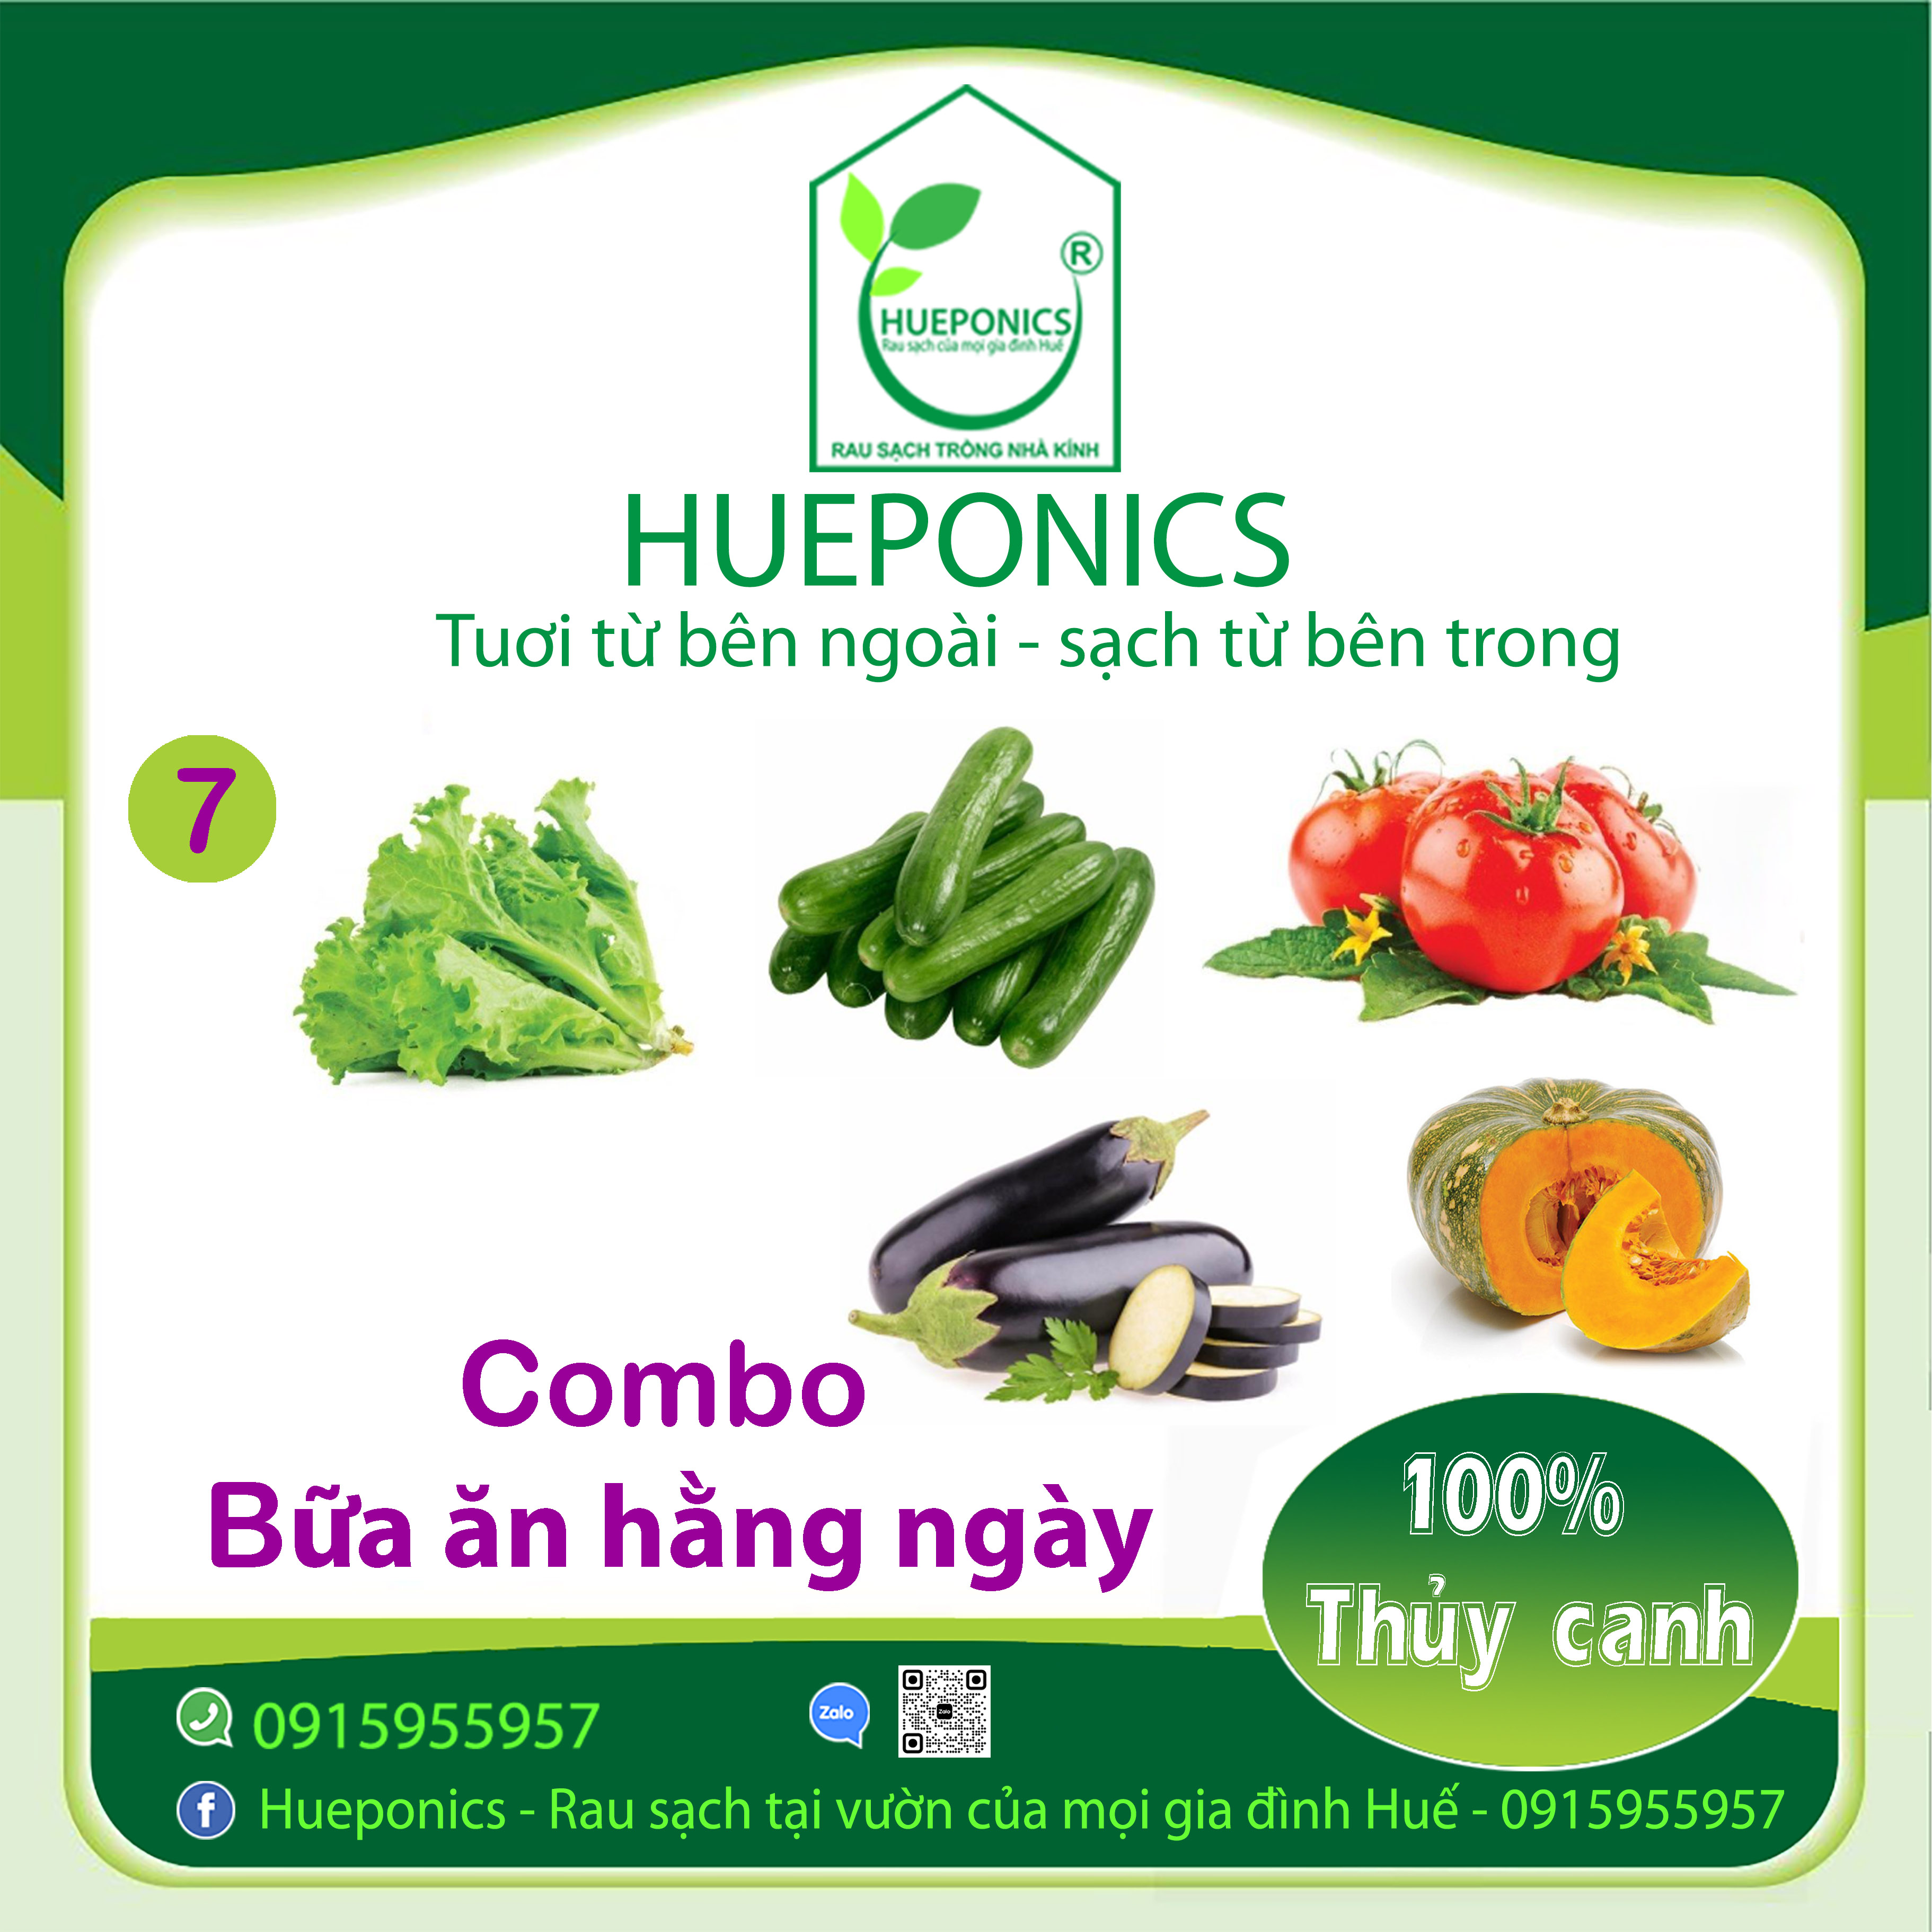 ®
HUEPONICS
Rau sạch của mọi gia đình Huế
RAU SẠCH TRỒNG NHÀ KÍNH
HUEPONICS
Tươi từ bên ngoài - sạch từ bên trong
7
Combo
Bữa ăn hằng ngày
100%
Thủy canh
0915955957
Zalo
Zalo
Hueponics - Rau sạch tại vườn của mọi gia đình Huế - 0915955957